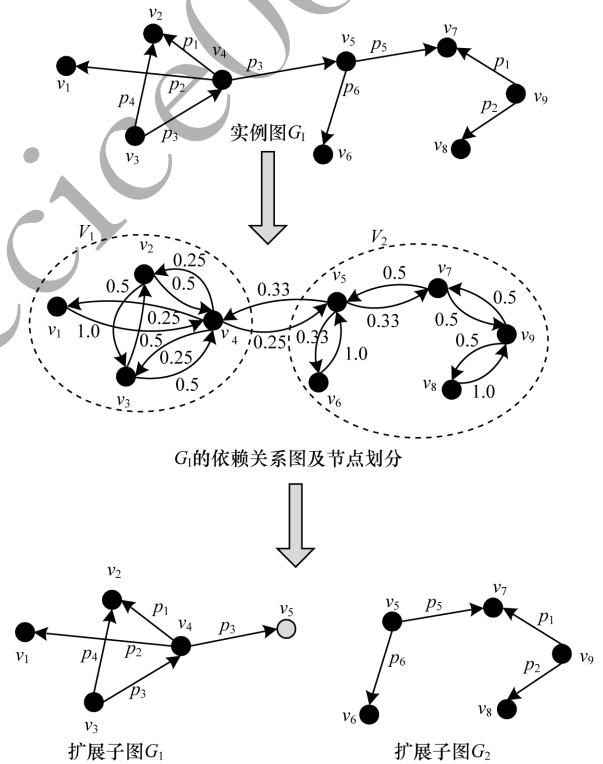 v2
p1 v4 v5 p5 v7
p3 p1
v1 p2 p6 v9
p4 p2
p3
v3 实例图G1 v6 v8
V1 V2
v2 0.25 v7
0.5 0.5 0.33 v5 0.5 0.5
v1 0.25 0.33 0.5
1.0 0.5 v4 0.25 0.33 0.5 v9
0.25 1.0
v3 0.5 v6 v8 1.0
G1的依赖关系图及节点划分
v2 v5 v7
p1 v4 p3 v5 p5 p1
v1 p4 p2 p6 p2 v9
p3
v3 v6 v8
扩展子图G1 扩展子图G2